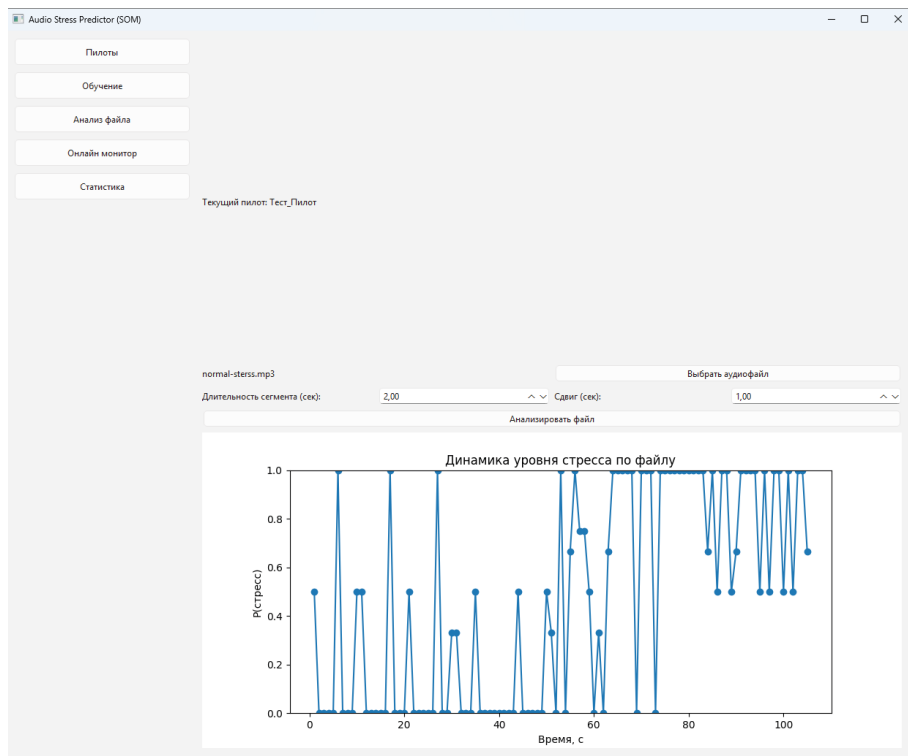 Audio Stress Predictor (SOM)
Пилоты
Обучение
Анализ файла
Онлайн монитор
Статистика
Текущий пилот: Тест_Пилот
normal-sterss.mp3
Выбрать аудиофайл
Длительность сегмента (сек): 2,00 Сдвиг (сек): 1,00
Анализировать файл
Динамика уровня стресса по файлу
P(стресс)
1.0
0.8
0.6
0.4
0.2
0.0
0 20 40 60 80 100
Время, с